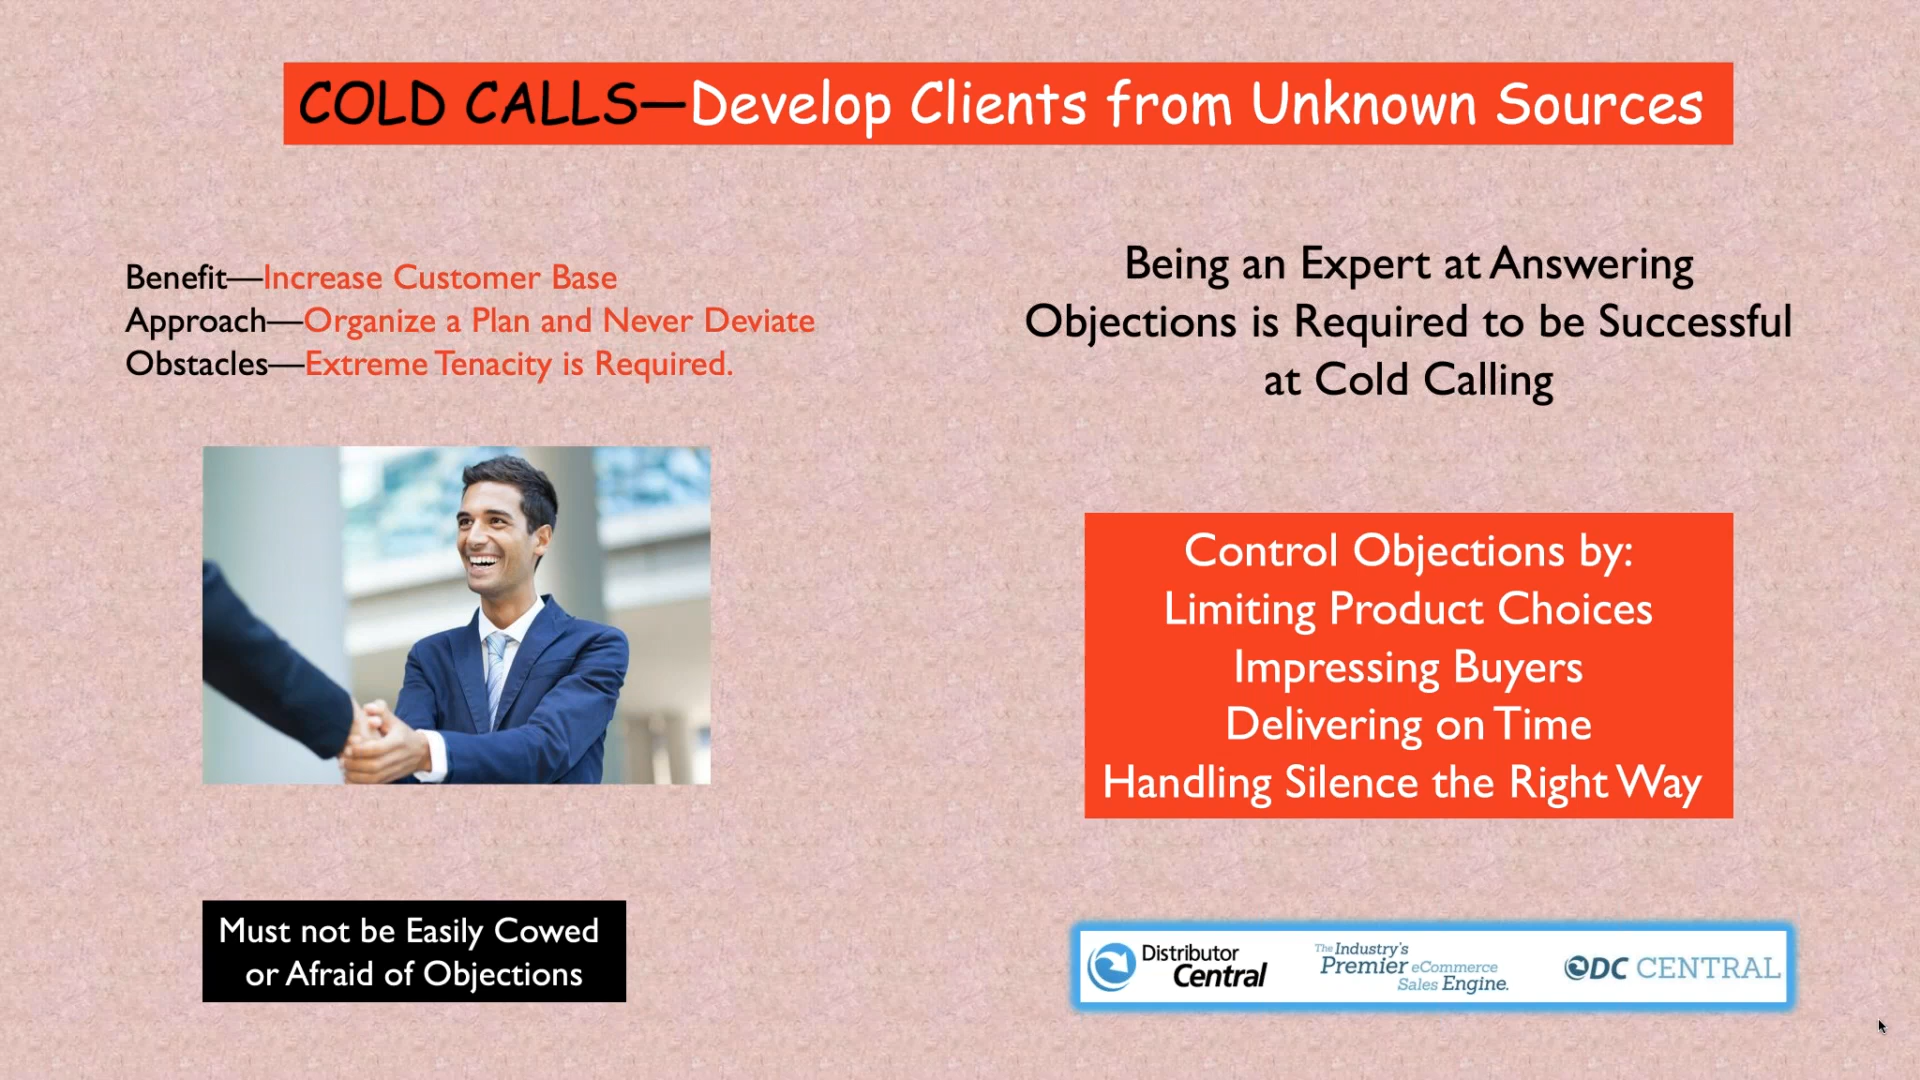 COLD CALLS—Develop Clients from Unknown Sources
Benefit—Increase Customer Base
Approach—Organize a Plan and Never Deviate
Obstacles—Extreme Tenacity is Required.
Being an Expert at Answering
Objections is Required to be Successful
at Cold Calling
Control Objections by:
Limiting Product Choices
Impressing Buyers
Delivering on Time
Handling Silence the Right Way
Must not be Easily Cowed
or Afraid of Objections
Distributor
Central
The Industry's
Premier eCommerce
Sales Engine.
DC CENTRAL